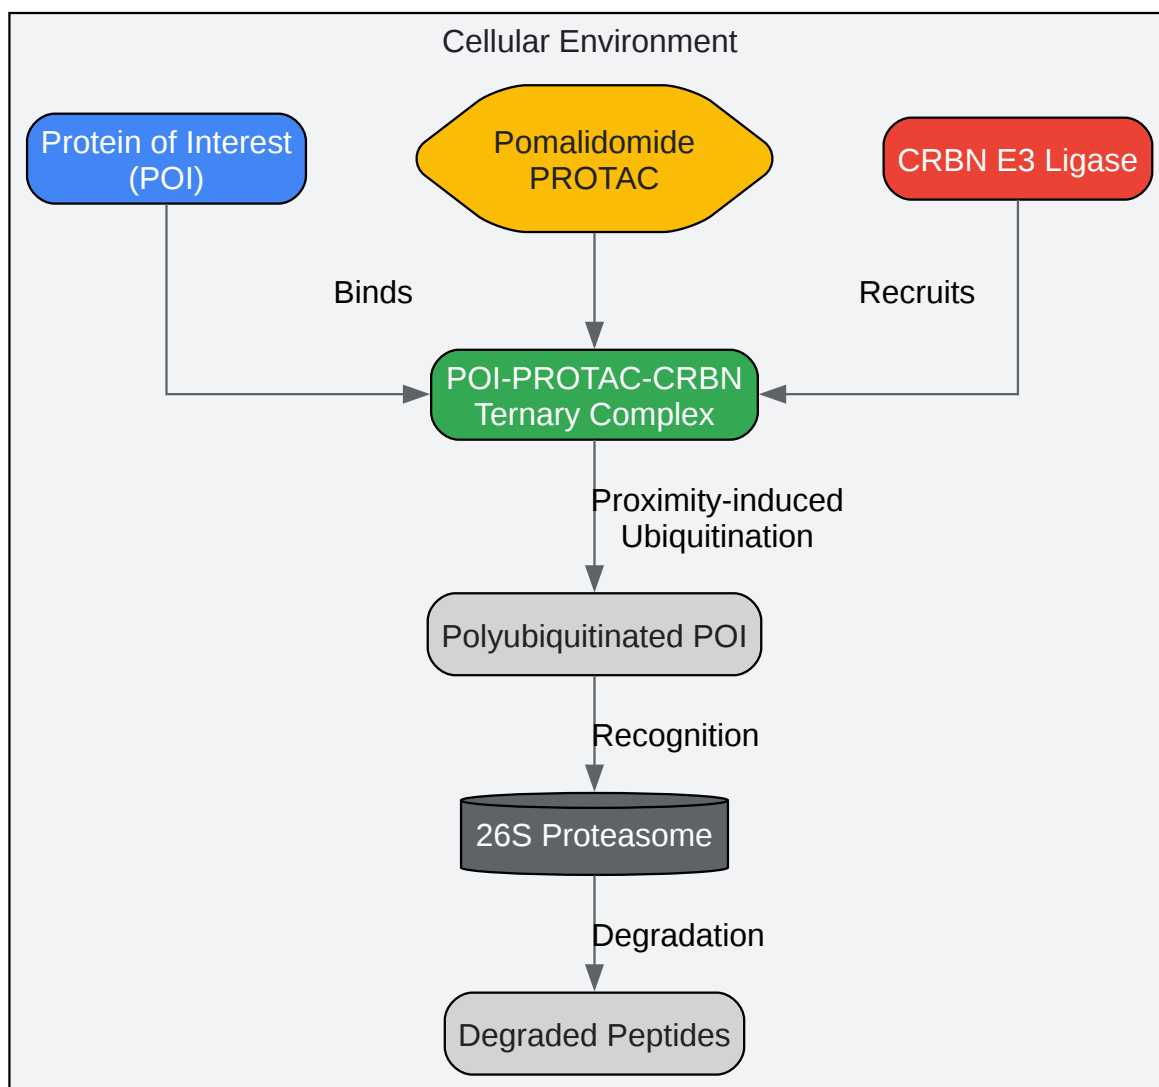 Cellular Environment
Protein of Interest
(POI)
Pomalidomide
PROTAC
CRBN E3 Ligase
Binds
Recruits
POI-PROTAC-CRBN
Ternary Complex
Proximity-induced
Ubiquitination
Polyubiquitinated POI
Recognition
26S Proteasome
Degradation
Degraded Peptides